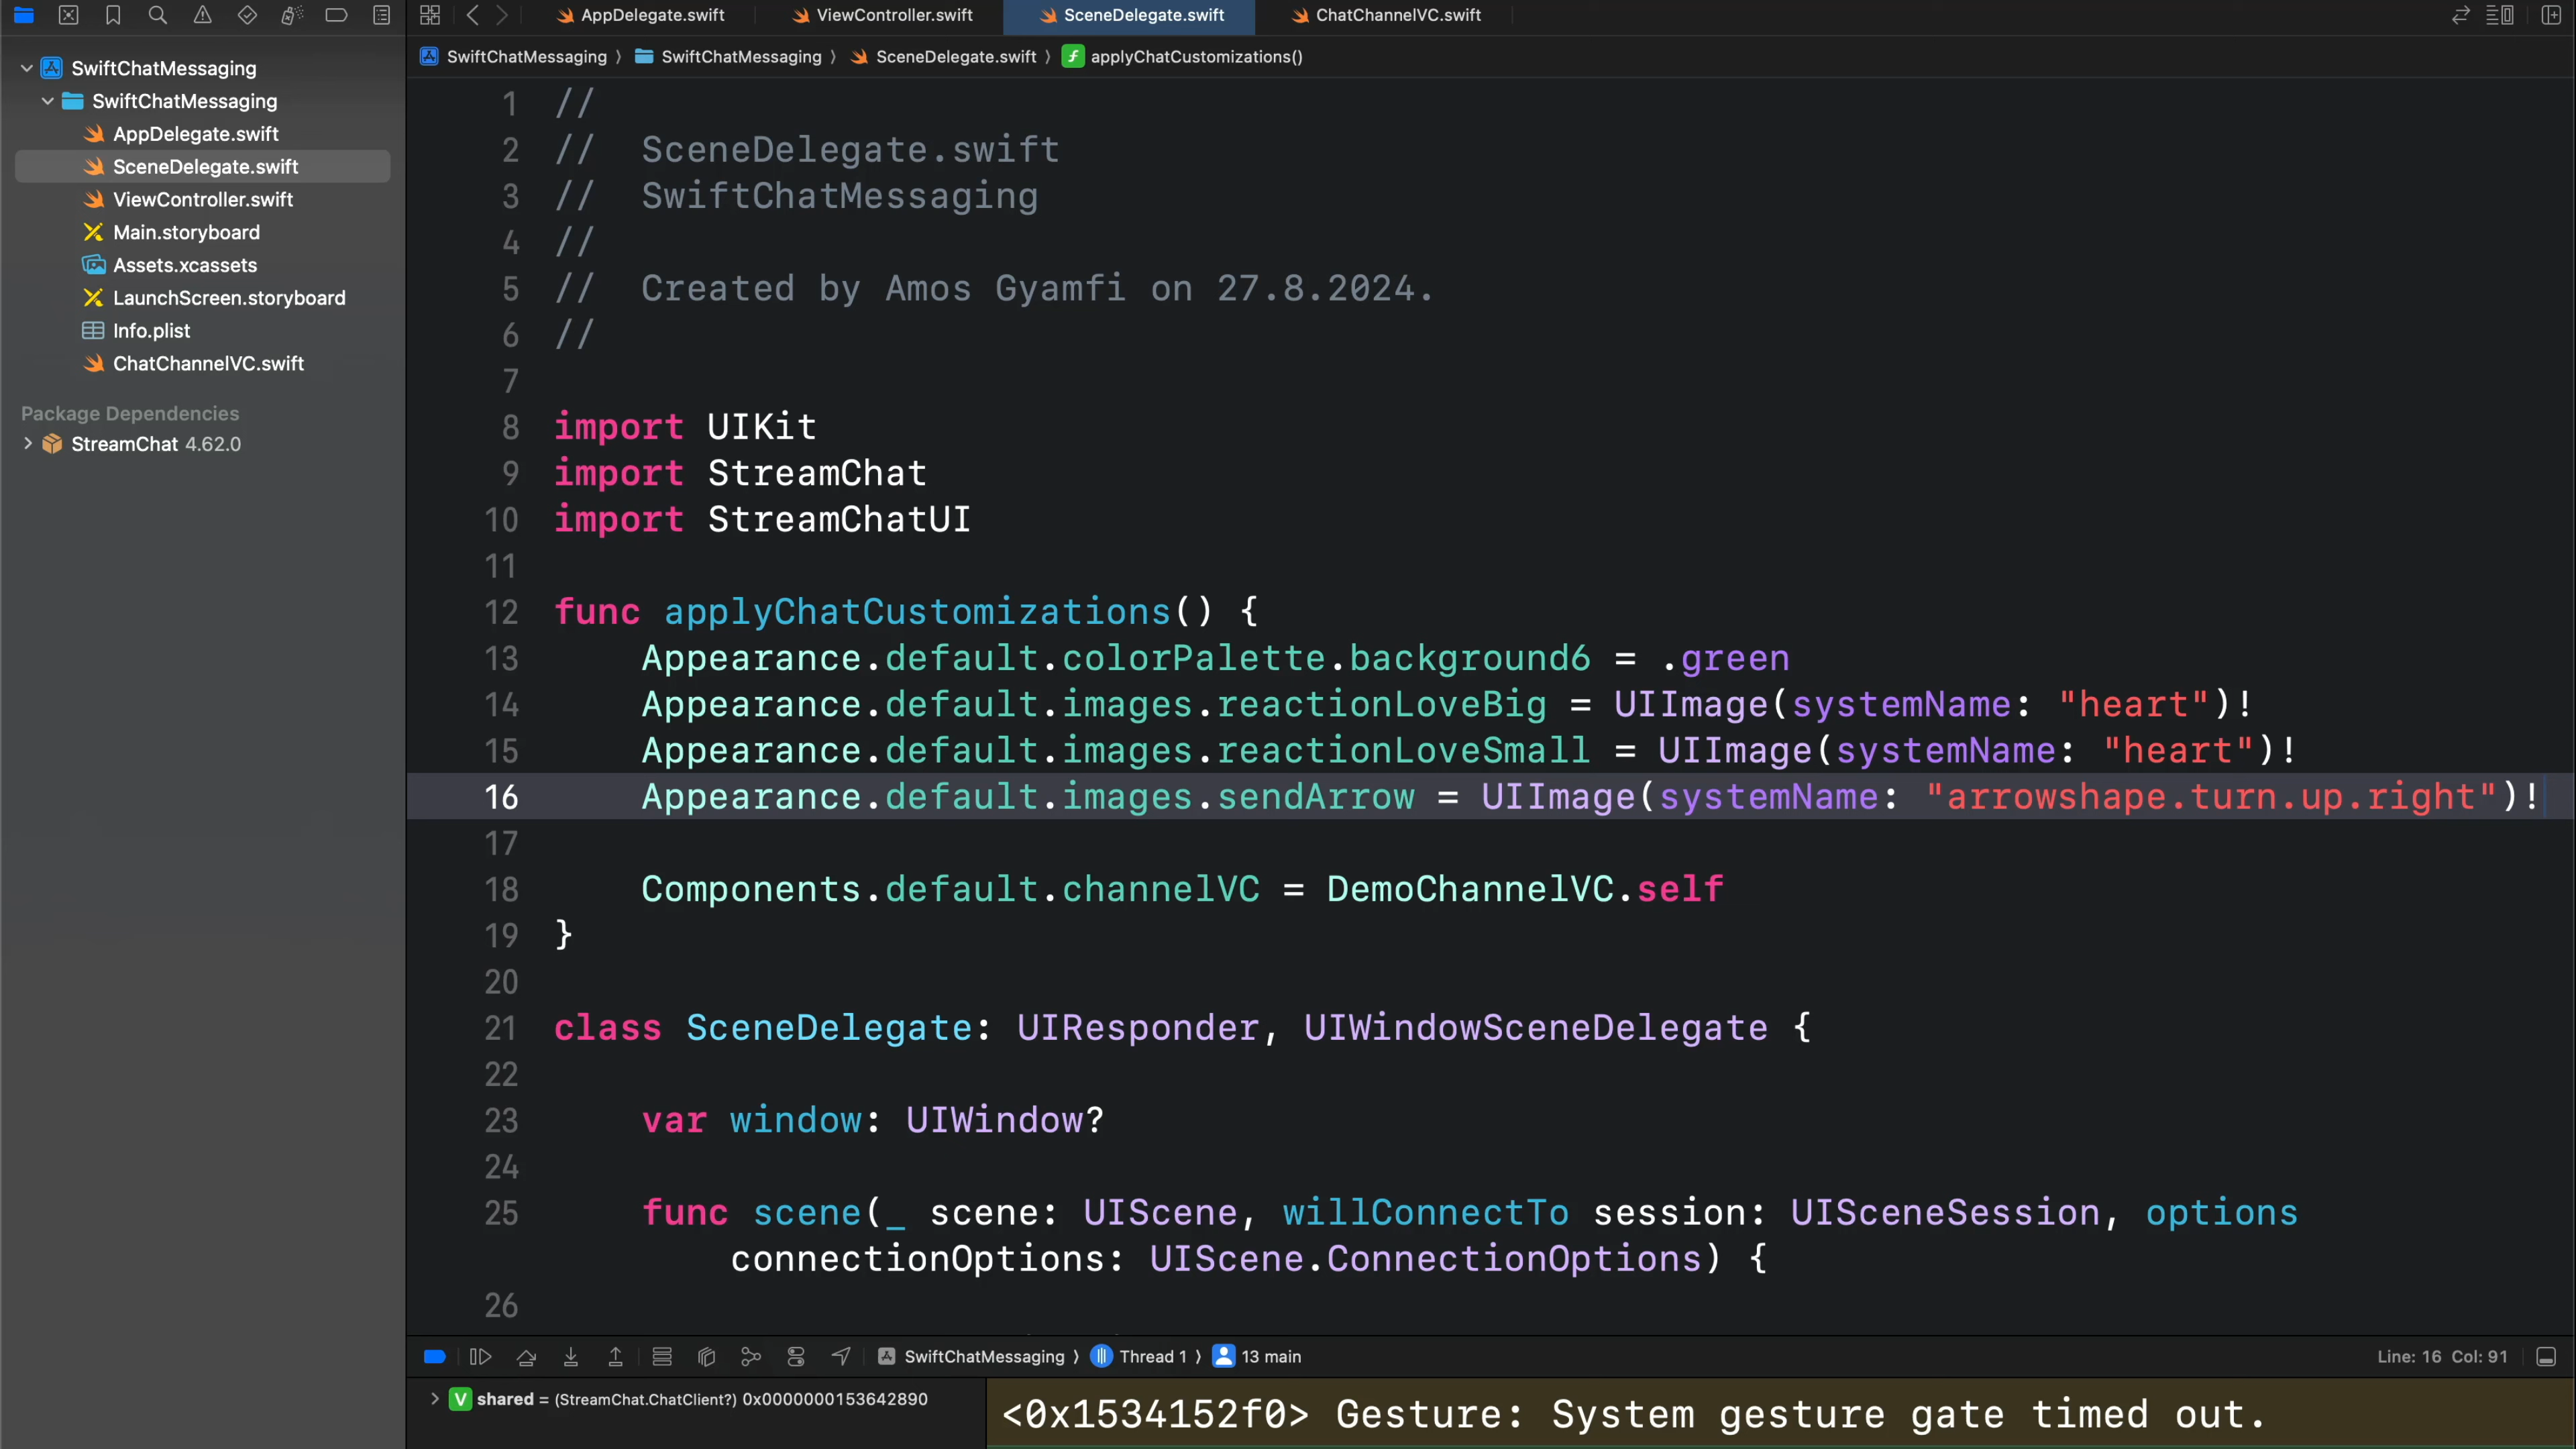 AppDelegate.swift
ViewController.swift
SceneDelegate.swift
ChatChannelVC.swift
SwiftChatMessaging
SwiftChatMessaging
AppDelegate.swift
SceneDelegate.swift
ViewController.swift
Main.storyboard
Assets.xcassets
LaunchScreen.storyboard
Info.plist
ChatChannelVC.swift
Package Dependencies
StreamChat 4.62.0
SwiftChatMessaging 〉 SwiftChatMessaging 〉 SceneDelegate.swift 〉 applyChatCustomizations()
1 //
2 //  SceneDelegate.swift
3 //  SwiftChatMessaging
4 //
5 //  Created by Amos Gyamfi on 27.8.2024.
6 //
7
8 import UIKit
9 import StreamChat
10 import StreamChatUI
11
12 func applyChatCustomizations() {
13     Appearance.default.colorPalette.background6 = .green
14     Appearance.default.images.reactionLoveBig = UIImage(systemName: "heart")!
15     Appearance.default.images.reactionLoveSmall = UIImage(systemName: "heart")!
16     Appearance.default.images.sendArrow = UIImage(systemName: "arrowshape.turn.up.right")!
17
18     Components.default.channelVC = DemoChannelVC.self
19 }
20
21 class SceneDelegate: UIResponder, UIWindowSceneDelegate {
22
23     var window: UIWindow?
24
25     func scene(_ scene: UIScene, willConnectTo session: UISceneSession, options
        connectionOptions: UIScene.ConnectionOptions) {
26
SwiftChatMessaging 〉 Thread 1 〉 13 main
Line: 16 Col: 91
V shared = (StreamChat.ChatClient?) 0x0000000153642890
<0x1534152f0> Gesture: System gesture gate timed out.